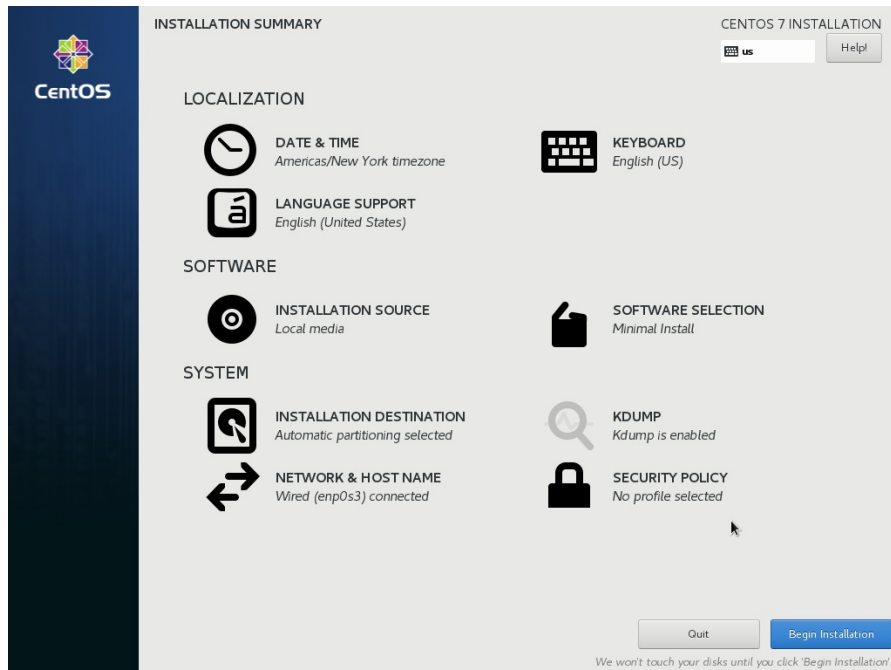 INSTALLATION SUMMARY
CENTOS 7 INSTALLATION
us
Help!
CentOS
LOCALIZATION
DATE & TIME
Americas/New York timezone
KEYBOARD
English (US)
LANGUAGE SUPPORT
English (United States)
SOFTWARE
INSTALLATION SOURCE
Local media
SOFTWARE SELECTION
Minimal Install
SYSTEM
INSTALLATION DESTINATION
Automatic partitioning selected
KDUMP
Kdump is enabled
NETWORK & HOST NAME
Wired (enp0s3) connected
SECURITY POLICY
No profile selected
Quit
Begin Installation
We won't touch your disks until you click 'Begin Installation'